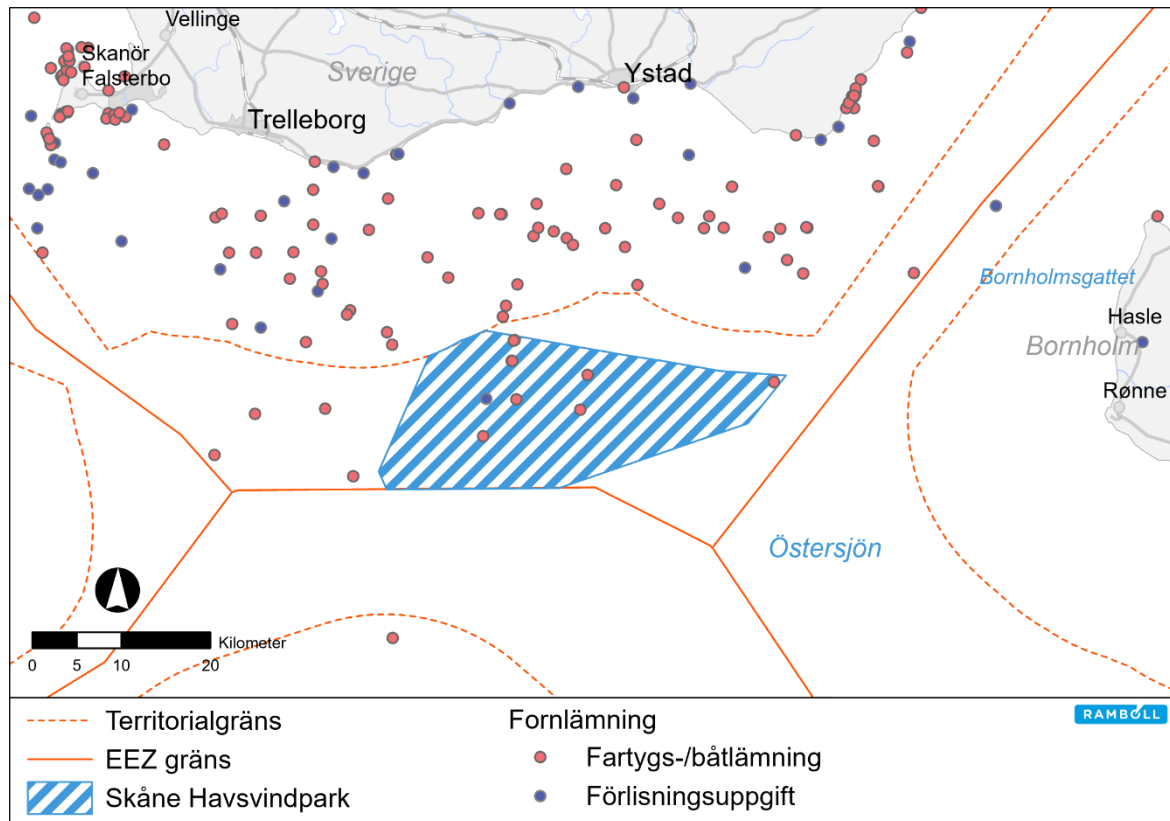 Vellinge
Skanör
Falsterbo
Sverige
Ystad
Trelleborg
Bornholmsgattet
Hasle
Bornholm
Rønne
Östersjön
Kilometer
0 5 10 20
RAMBOLL
Territorialgräns
EEZ gräns
Skåne Havsvindpark
Fornlämning
Fartygs-/båtlämning
Förlisningsuppgift